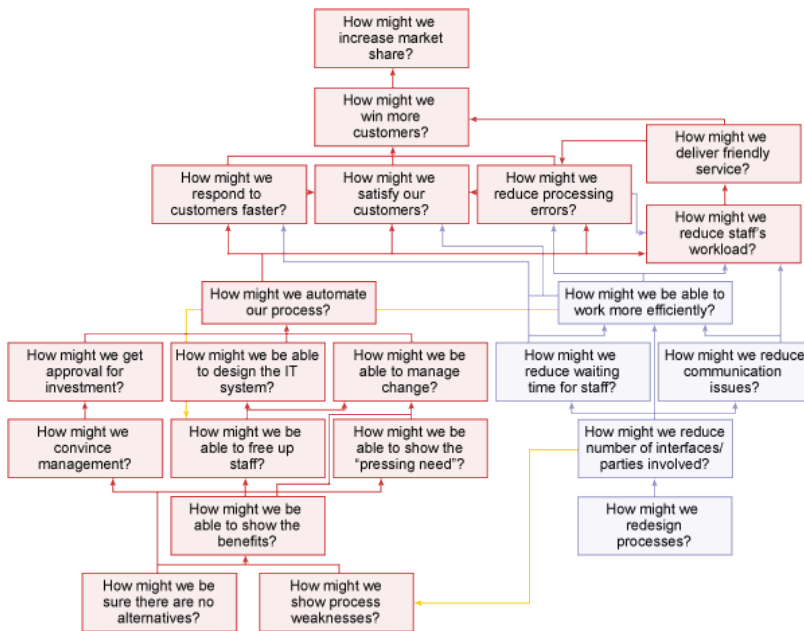 How might we
increase market
share?
How might we
win more
customers?
How might we
deliver friendly
service?
How might we
respond to
customers faster?
How might we
satisfy our
customers?
How might we
reduce processing
errors?
How might we
reduce staff's
workload?
How might we automate
our process?
How might we be able to
work more efficiently?
How might we get
approval for
investment?
How might we be able
to design the IT
system?
How might we be
able to manage
change?
How might we
reduce waiting
time for staff?
How might we reduce
communication
issues?
How might we
convince
management?
How might we be
able to free up
staff?
How might we be
able to show the
“pressing need”?
How might we reduce
number of interfaces/
parties involved?
How might we be
able to show the
benefits?
How might we
redesign
processes?
How might we be
sure there are no
alternatives?
How might we
show process
weaknesses?